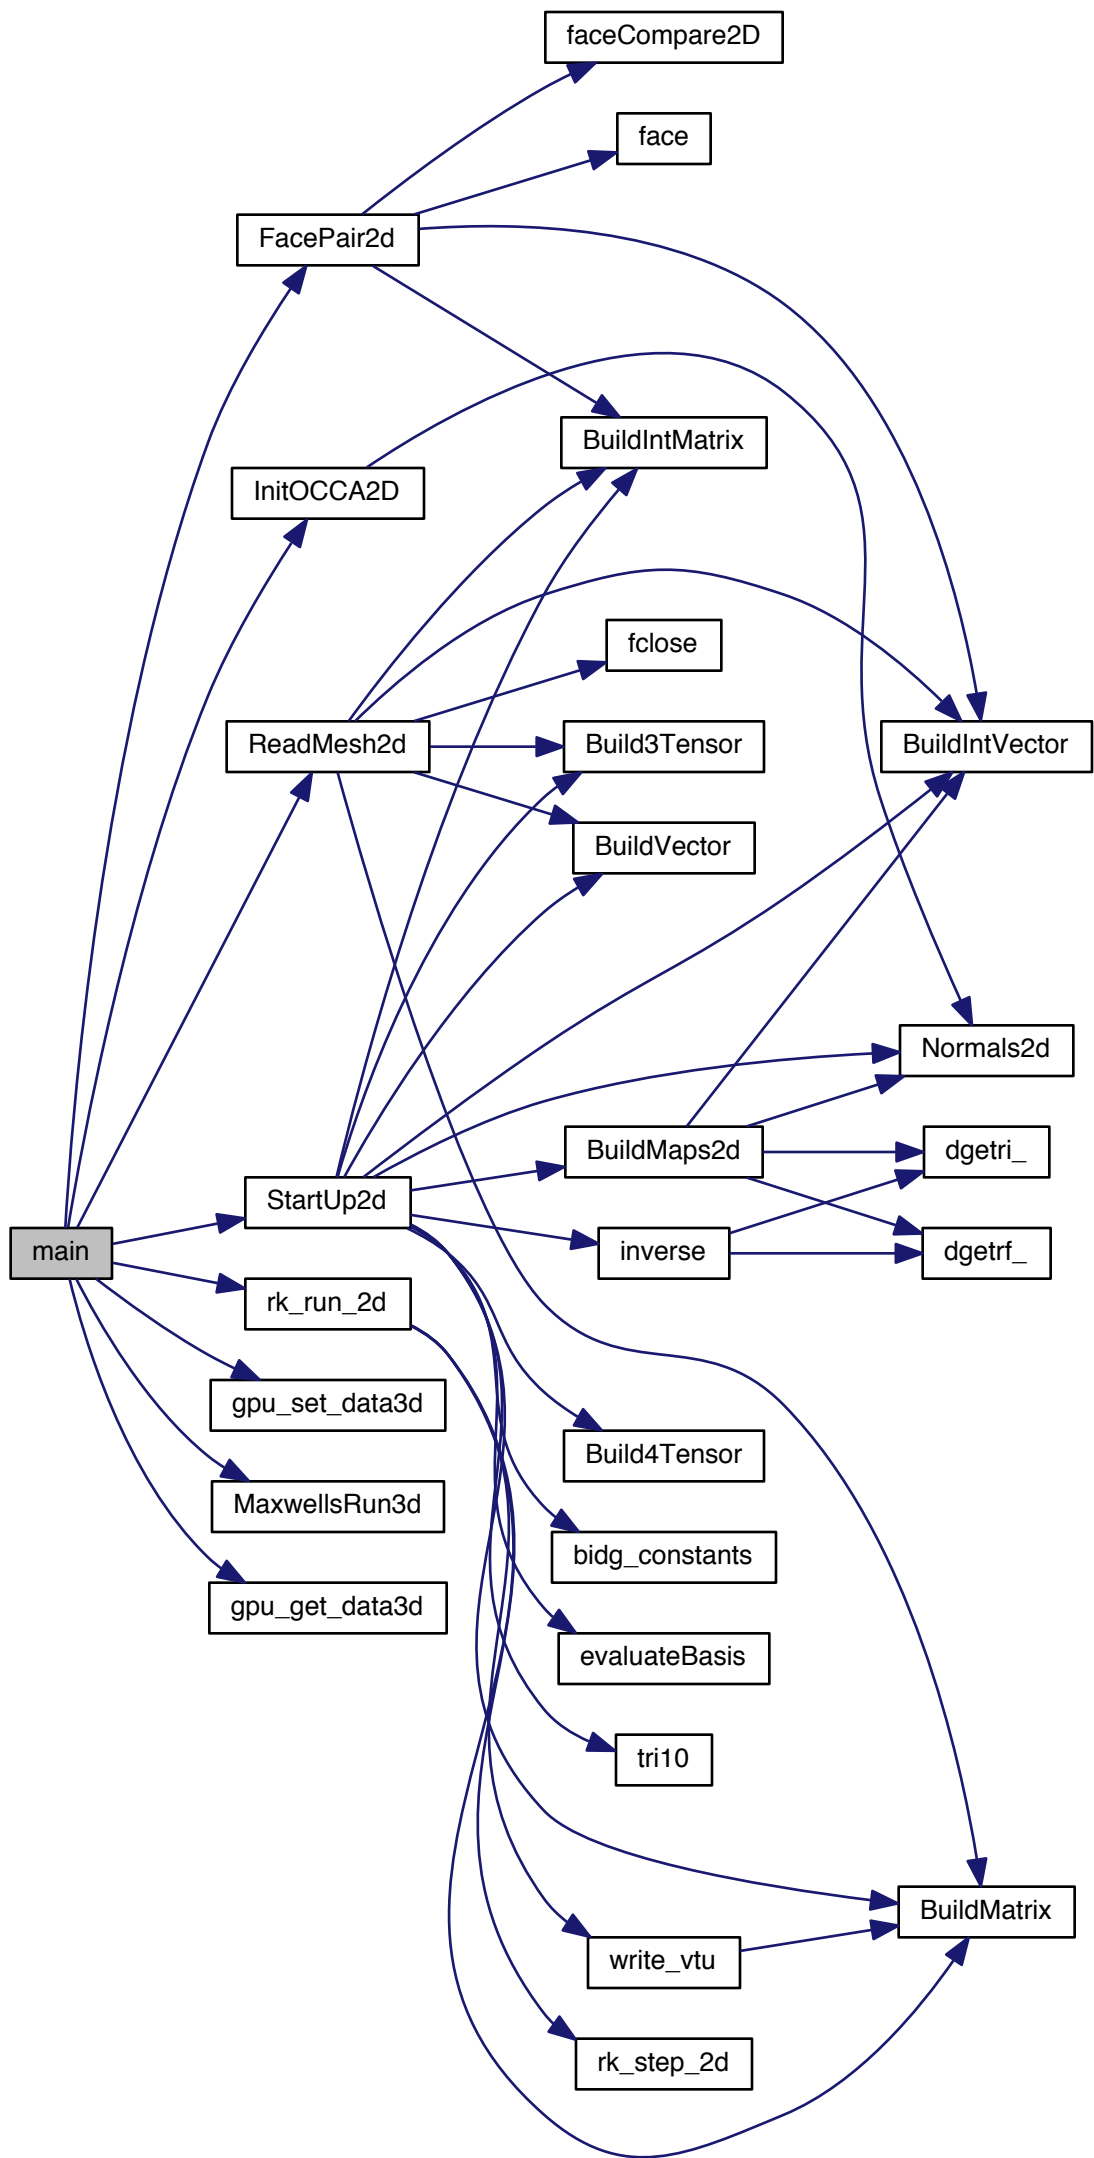 faceCompare2D
face
FacePair2d
BuildIntMatrix
InitOCCA2D
fclose
ReadMesh2d
Build3Tensor
BuildIntVector
BuildVector
Normals2d
BuildMaps2d
dgetri_
StartUp2d
main
inverse
dgetrf_
rk_run_2d
gpu_set_data3d
Build4Tensor
MaxwellsRun3d
bidg_constants
gpu_get_data3d
evaluateBasis
tri10
BuildMatrix
write_vtu
rk_step_2d